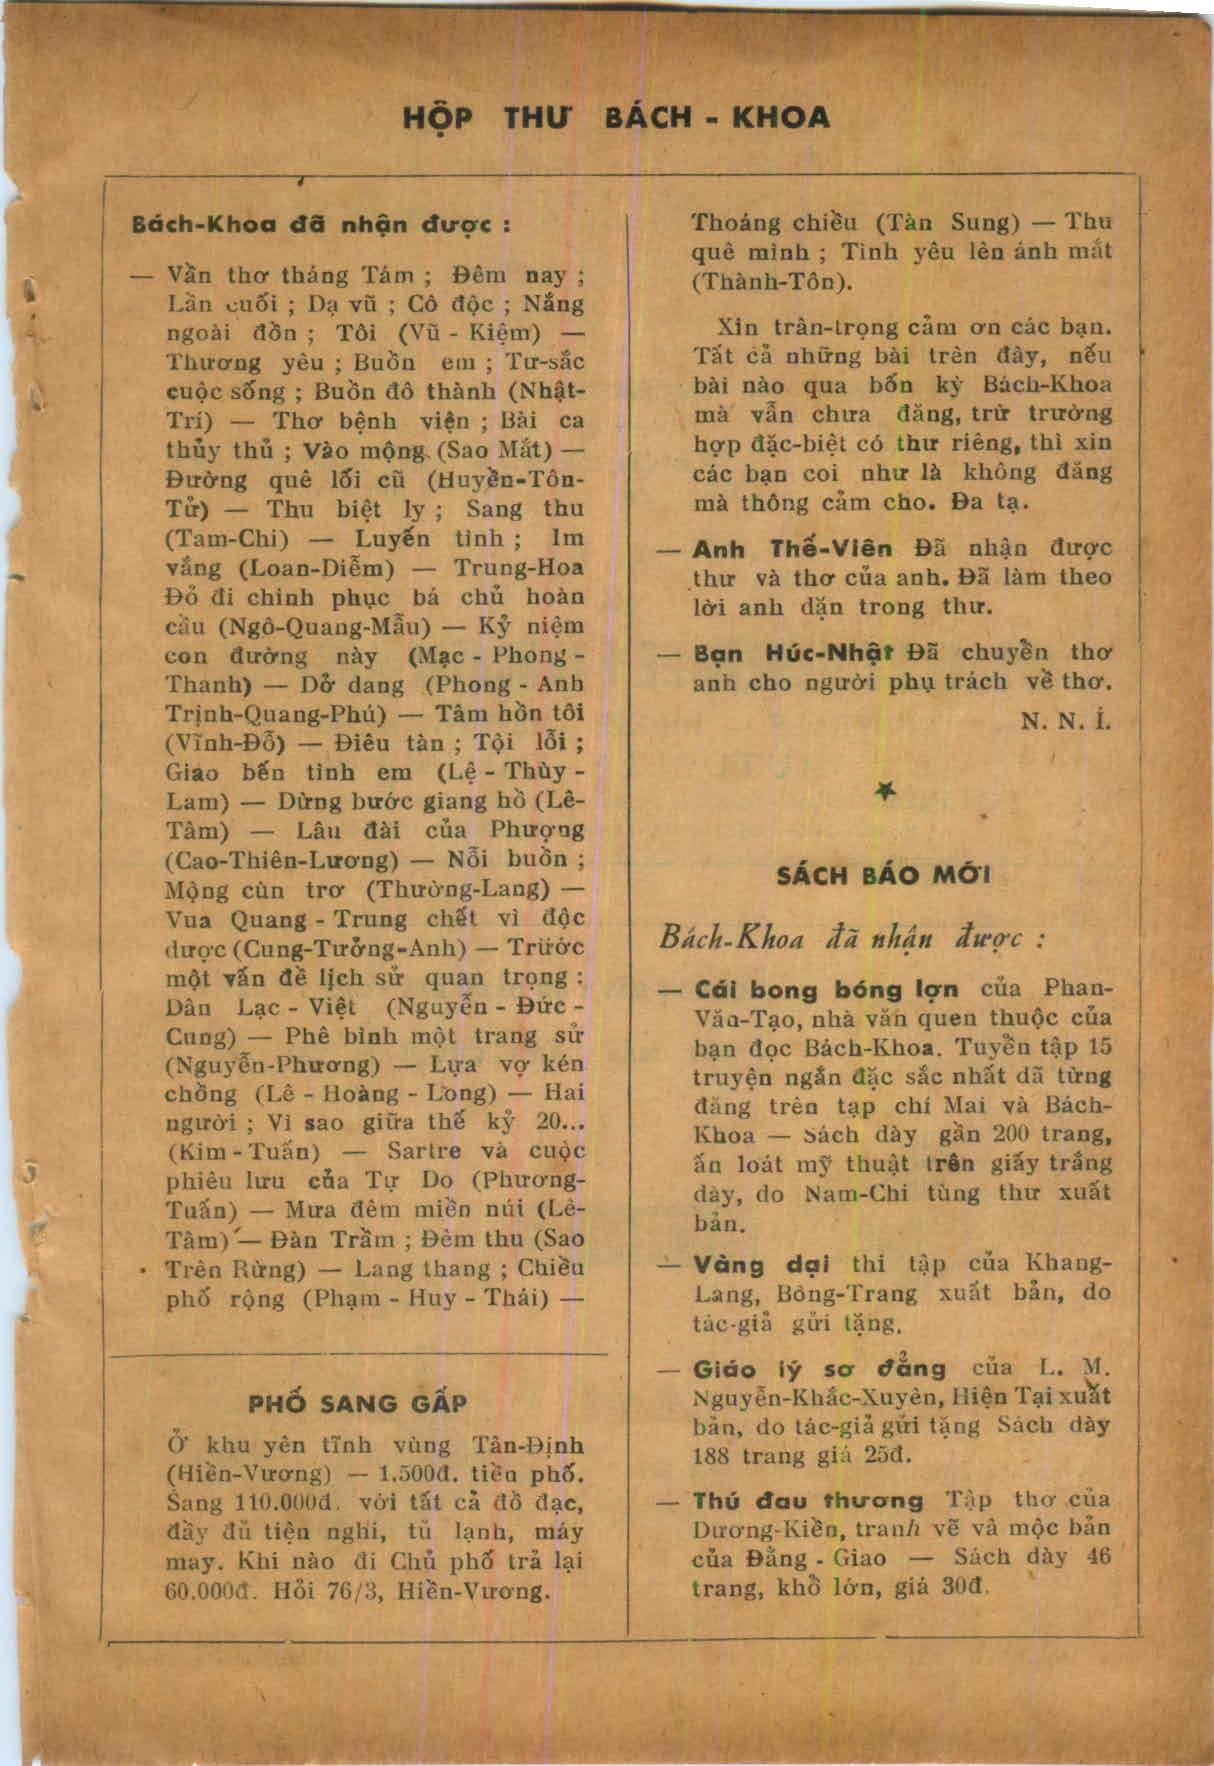 HỘP THƯ BÁCH - KHOA
Bách-Khoa đã nhận được :
— Vần thơ tháng Tám ; Đêm nay ;
Lần cuối ; Dạ vũ ; Cô độc ; Nắng
ngoài đồn ; Tôi (Vũ - Kiệm) —
Thương yêu ; Buồn em ; Tư-sắc
cuộc sống ; Buồn đô thành (Nhật-
Trí) — Thơ bệnh viện ; Bài ca
thủy thủ ; Vào mộng (Sao Mất) —
Đường quê lối cũ (Huyền-Tôn-
Tử) — Thu biệt ly ; Sang thu
(Tam-Chi) — Luyến tình ; Im
vắng (Loan-Diễm) — Trung-Hoa
Đỏ đi chinh phục bá chủ hoàn
cầu (Ngô-Quang-Mẫu) — Kỷ niệm
con đường này (Mạc - Phong -
Thanh) — Dở dang (Phong - Anh
Trịnh-Quang-Phú) — Tâm hồn tôi
(Vĩnh-Đỗ) — Điêu tàn ; Tội lỗi ;
Giao bến tình em (Lệ - Thùy -
Lam) — Dừng bước giang hồ (Lê-
Tâm) — Lâu đài của Phượng
(Cao-Thiên-Lương) — Nỗi buồn ;
Mộng cùn trơ (Thường-Lang) —
Vua Quang - Trung chết vì độc
dược (Cung-Tưởng-Anh) — Trước
một vấn đề lịch sử quan trọng :
Dân Lạc - Việt (Nguyễn - Đức -
Cung) — Phê bình một trang sử
(Nguyễn-Phương) — Lựa vợ kén
chồng (Lê - Hoàng - Long) — Hai
người ; Vì sao giữa thế kỷ 20...
(Kim - Tuấn) — Sartre và cuộc
phiêu lưu của Tự Do (Phương-
Tuấn) — Mưa đêm miền núi (Lê-
Tâm) — Đàn Trầm ; Đêm thu (Sao
Trên Rừng) — Lang thang ; Chiều
phố rộng (Phạm - Huy - Thái) —
PHỐ SANG GẤP
Ở khu yên tĩnh vùng Tân-Định
(Hiền-Vương) — 1.500đ. tiền phố.
Sang 110.000đ. với tất cả đồ đạc,
đầy đủ tiện nghi, tủ lạnh, máy
may. Khi nào đi Chủ phố trả lại
60.000đ. Hỏi 76/3, Hiền-Vương.
Thoáng chiều (Tàn Sung) — Thu
quê mình ; Tình yêu lên ánh mắt
(Thành-Tôn).
Xin trân-trọng cảm ơn các bạn.
Tất cả những bài trên đây, nếu
bài nào qua bốn kỳ Bách-Khoa
mà vẫn chưa đăng, trừ trường
hợp đặc-biệt có thư riêng, thì xin
các bạn coi như là không đăng
mà thông cảm cho. Đa tạ.
— Anh Thế-Viên Đã nhận được
thư và thơ của anh. Đã làm theo
lời anh dặn trong thư.
— Bạn Húc-Nhật Đã chuyển thơ
anh cho người phụ trách về thơ.
N. N. I.
SÁCH BÁO MỚI
Bách-Khoa đã nhận được :
— Cái bong bóng lợn của Phan-
Văn-Tạo, nhà văn quen thuộc của
bạn đọc Bách-Khoa. Tuyển tập 15
truyện ngắn đặc sắc nhất dã từng
đăng trên tạp chí Mai và Bách-
Khoa — Sách dày gần 200 trang,
ấn loát mỹ thuật trên giấy trắng
dày, do Nam-Chi tùng thư xuất
bản.
— Vàng dại thi tập của Khang-
Lang, Bông-Trang xuất bản, do
tác-giả gửi tặng.
— Giáo lý sơ đẳng của L. M.
Nguyễn-Khắc-Xuyên, Hiện Tại xuất
bản, do tác-giả gửi tặng Sách dày
188 trang giá 25đ.
— Thú đau thương Tập thơ của
Dương-Kiền, tranh vẽ và mộc bản
của Đằng - Giao — Sách dày 46
trang, khổ lớn, giá 30đ.